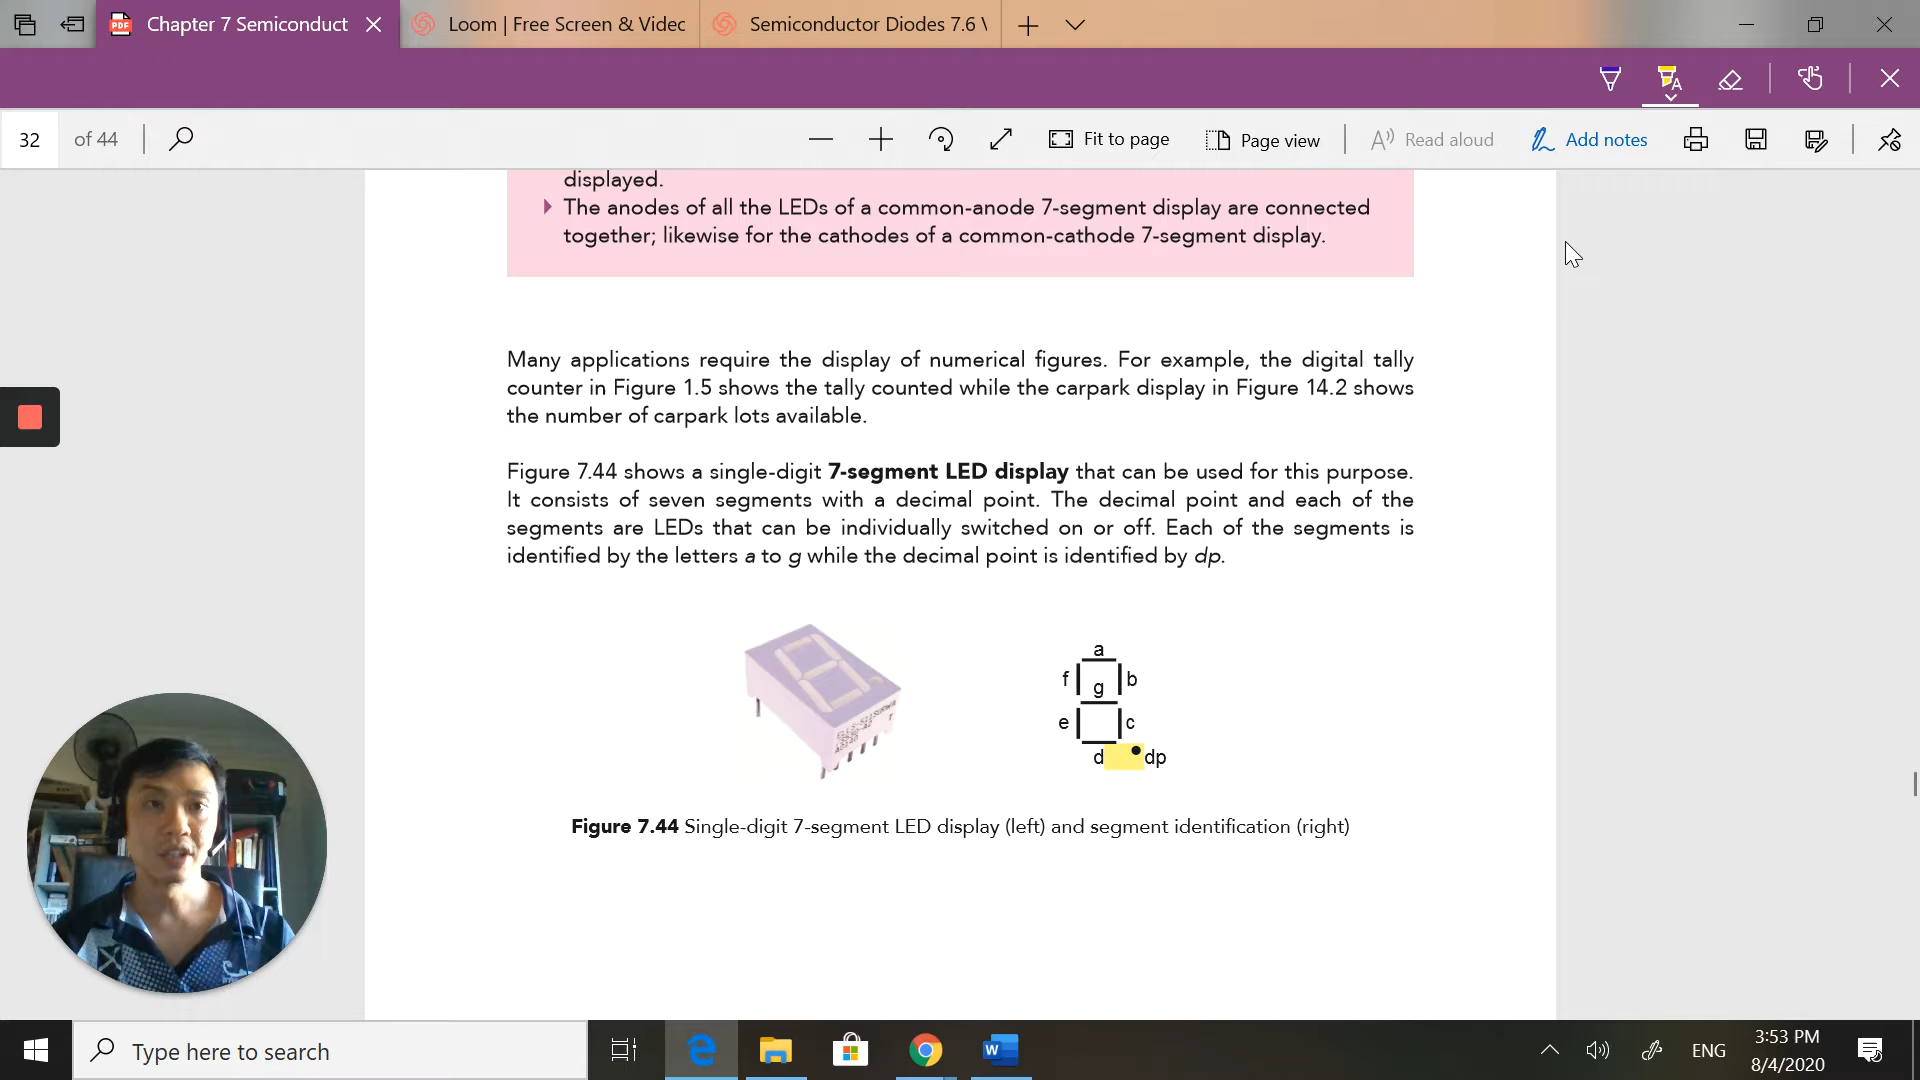 Chapter 7 Semiconduct
Loom | Free Screen & Videc
Semiconductor Diodes 7.6 V
32 of 44
Fit to page
Page view
Read aloud
Add notes
displayed.
The anodes of all the LEDs of a common-anode 7-segment display are connected
together; likewise for the cathodes of a common-cathode 7-segment display.
Many applications require the display of numerical figures. For example, the digital tally
counter in Figure 1.5 shows the tally counted while the carpark display in Figure 14.2 shows
the number of carpark lots available.
Figure 7.44 shows a single-digit 7-segment LED display that can be used for this purpose.
It consists of seven segments with a decimal point. The decimal point and each of the
segments are LEDs that can be individually switched on or off. Each of the segments is
identified by the letters a to g while the decimal point is identified by dp.
a
f g b
e c
d dp
Figure 7.44 Single-digit 7-segment LED display (left) and segment identification (right)
Type here to search
ENG
3:53 PM
8/4/2020